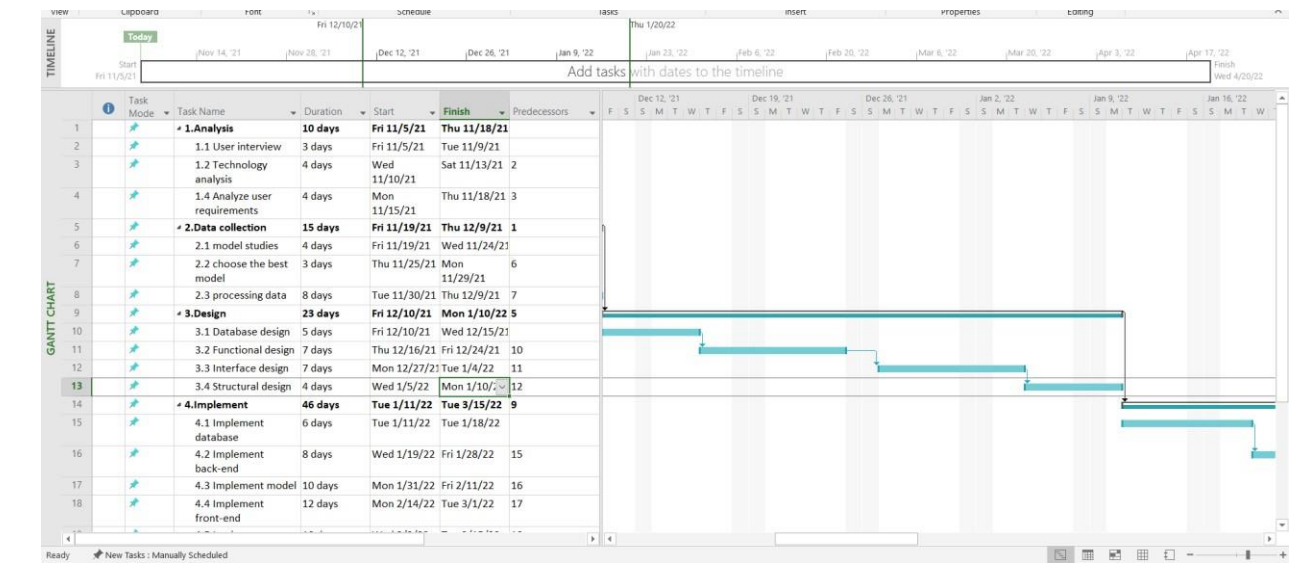 View Clipboard Font Schedule Tasks Insert Properties Editing
TIMELINE
Fri 12/10/21 Thu 1/20/22
Today
Nov 14, '21 Nov 28, '21 Dec 12, '21 Dec 26, '21 Jan 9, '22 Jan 23, '22 Feb 6, '22 Feb 20, '22 Mar 6, '22 Mar 20, '22 Apr 3, '22 Apr 17, '22
Start
Fri 11/5/21
Add tasks with dates to the timeline
Finish
Wed 4/20/22
GANTT CHART
Task Mode Task Name Duration Start Finish Predecessors
Dec 12, '21 Dec 19, '21 Dec 26, '21 Jan 2, '22 Jan 9, '22 Jan 16, '22
F S S M T W T F S S M T W T F S S M T W T F S S M T W T F S S M T W T F S S M T W
1 1.Analysis 10 days Fri 11/5/21 Thu 11/18/21
2 1.1 User interview 3 days Fri 11/5/21 Tue 11/9/21
3 1.2 Technology analysis 4 days Wed 11/10/21 Sat 11/13/21 2
4 1.4 Analyze user requirements 4 days Mon 11/15/21 Thu 11/18/21 3
5 2.Data collection 15 days Fri 11/19/21 Thu 12/9/21 1
6 2.1 model studies 4 days Fri 11/19/21 Wed 11/24/21
7 2.2 choose the best model 3 days Thu 11/25/21 Mon 11/29/21 6
8 2.3 processing data 8 days Tue 11/30/21 Thu 12/9/21 7
9 3.Design 23 days Fri 12/10/21 Mon 1/10/22 5
10 3.1 Database design 5 days Fri 12/10/21 Wed 12/15/21
11 3.2 Functional design 7 days Thu 12/16/21 Fri 12/24/21 10
12 3.3 Interface design 7 days Mon 12/27/21 Tue 1/4/22 11
13 3.4 Structural design 4 days Wed 1/5/22 Mon 1/10/2 12
14 4.Implement 46 days Tue 1/11/22 Tue 3/15/22 9
15 4.1 Implement database 6 days Tue 1/11/22 Tue 1/18/22
16 4.2 Implement back-end 8 days Wed 1/19/22 Fri 1/28/22 15
17 4.3 Implement model 10 days Mon 1/31/22 Fri 2/11/22 16
18 4.4 Implement front-end 12 days Mon 2/14/22 Tue 3/1/22 17
Ready New Tasks : Manually Scheduled